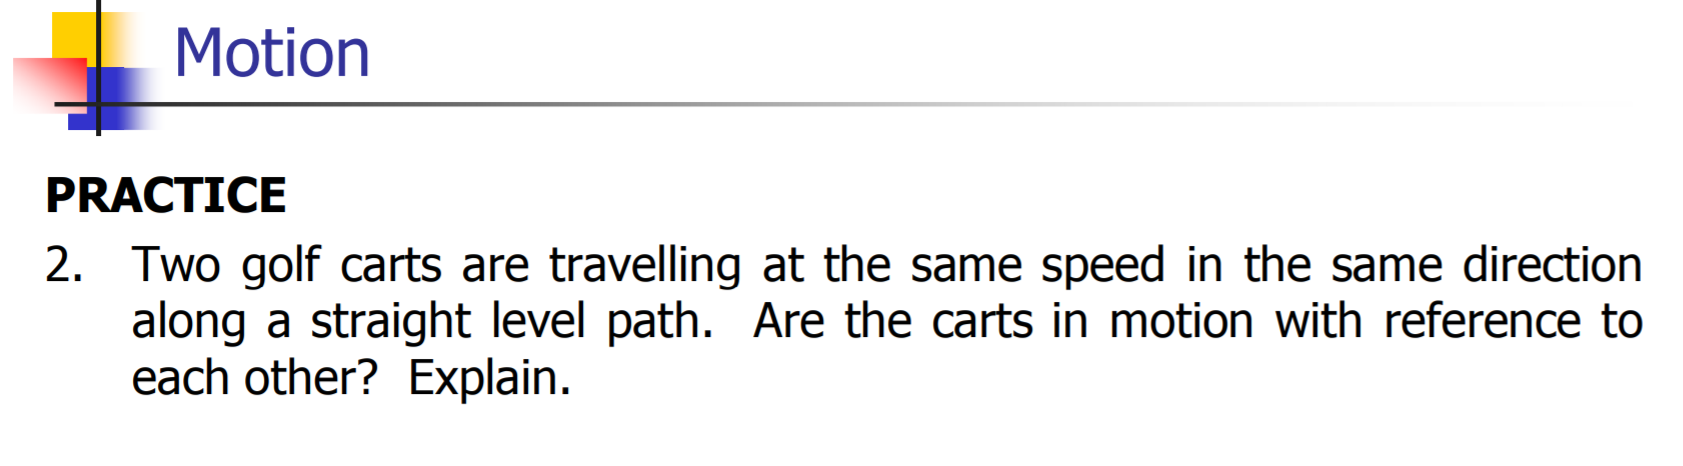 Motion
PRACTICE
2. Two golf carts are travelling at the same speed in the same direction
along a straight level path. Are the carts in motion with reference to
each other? Explain.